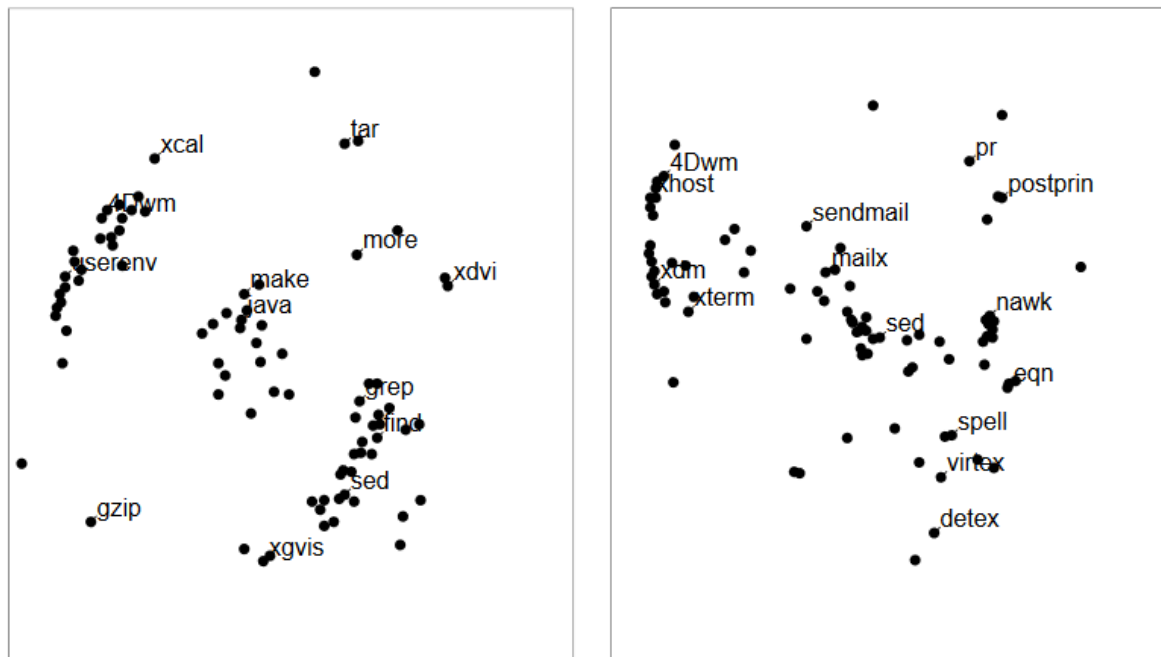 tar
xcal
4Dwm
more
userenv
xdvi
make
java
grep
find
sed
gzip
xgvis
pr
4Dwm
xhost
postprin
sendmail
mailx
xdm
xterm
nawk
sed
eqn
spell
virtex
detex